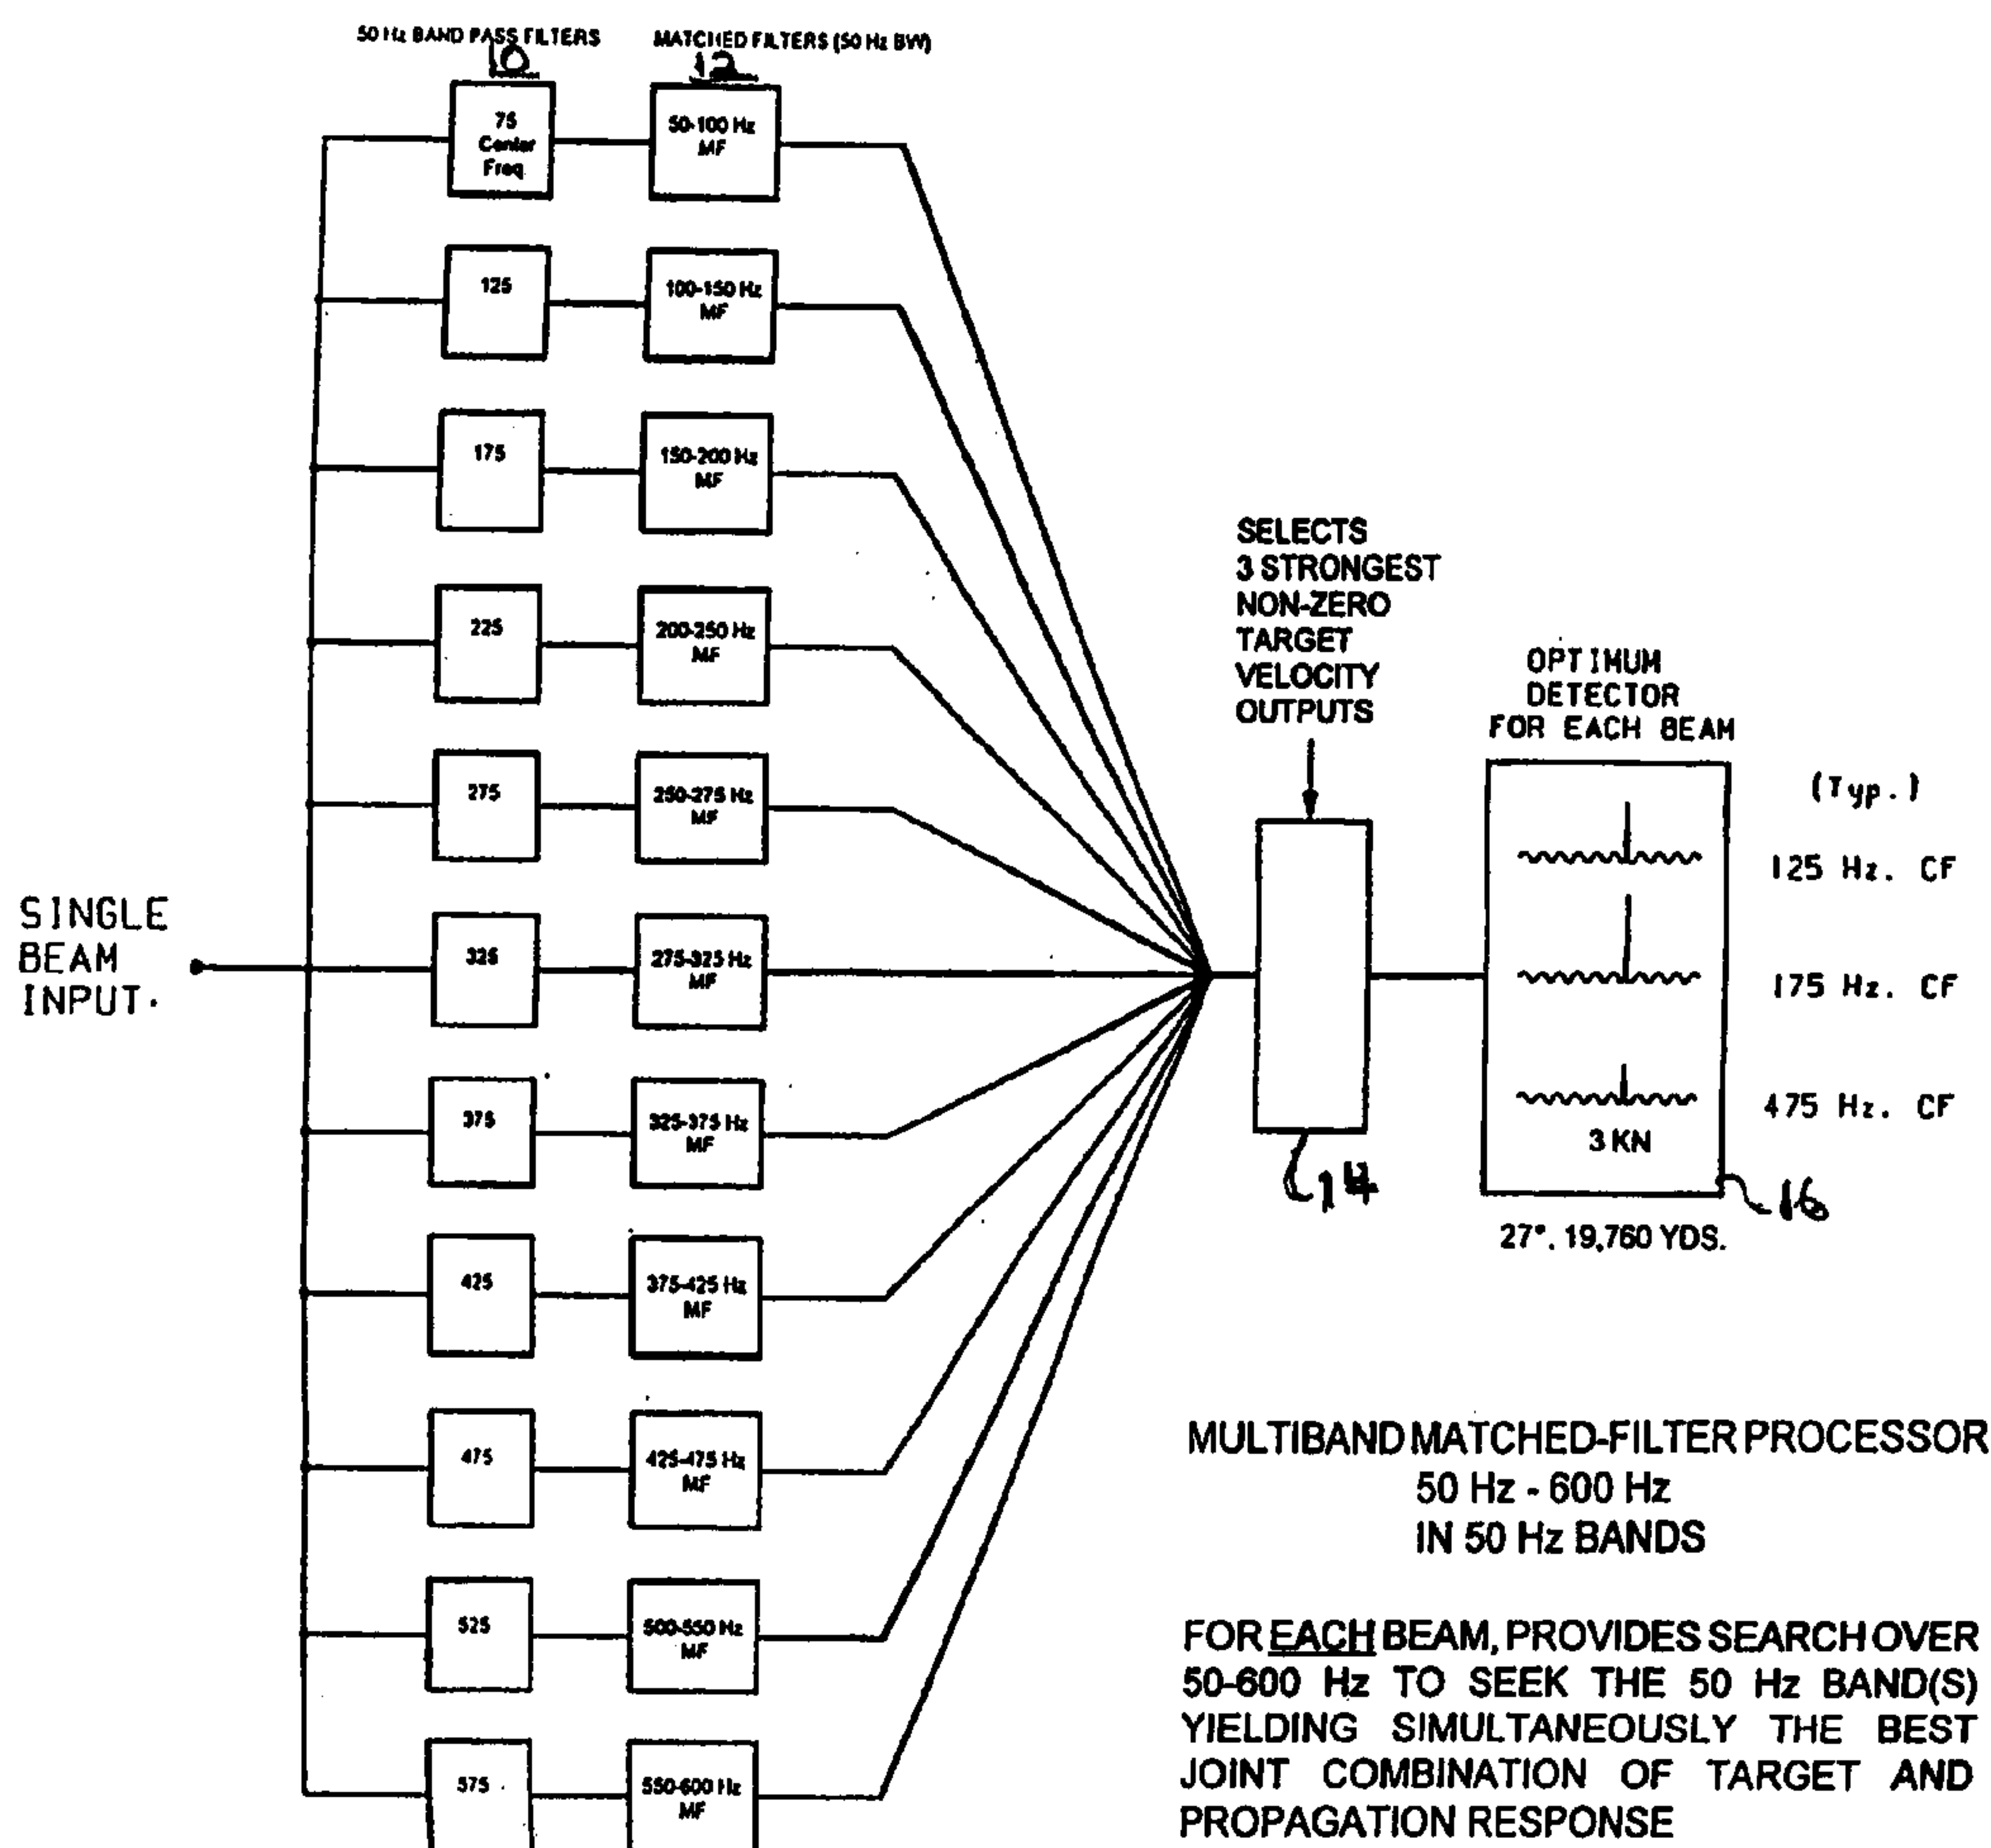 50 Hz BAND PASS FILTERS
10
MATCHED FILTERS (50 Hz BW)
12
75
Center
Freq
50-100 Hz
MF
125
100-150 Hz
MF
175
150-200 Hz
MF
225
200-250 Hz
MF
275
250-275 Hz
MF
325
275-325 Hz
MF
375
325-375 Hz
MF
425
375-425 Hz
MF
475
425-475 Hz
MF
525
500-550 Hz
MF
575
550-600 Hz
MF
SINGLE
BEAM
INPUT.
SELECTS
3 STRONGEST
NON-ZERO
TARGET
VELOCITY
OUTPUTS
14
OPTIMUM
DETECTOR
FOR EACH BEAM
(Typ.)
125 Hz. CF
175 Hz. CF
475 Hz. CF
3 KN
16
27°. 19,760 YDS.
MULTIBAND MATCHED-FILTER PROCESSOR
50 Hz - 600 Hz
IN 50 Hz BANDS
FOR EACH BEAM, PROVIDES SEARCH OVER
50-600 Hz TO SEEK THE 50 Hz BAND(S)
YIELDING SIMULTANEOUSLY THE BEST
JOINT COMBINATION OF TARGET AND
PROPAGATION RESPONSE